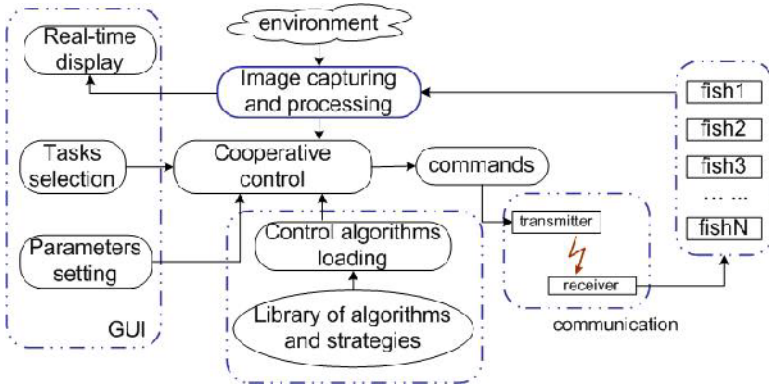 environment
Real-time
display
Image capturing
and processing
fish1
fish2
fish3
... ...
fishN
Tasks
selection
Cooperative
control
commands
transmitter
Parameters
setting
Control algorithms
loading
receiver
Library of algorithms
and strategies
GUI
communication